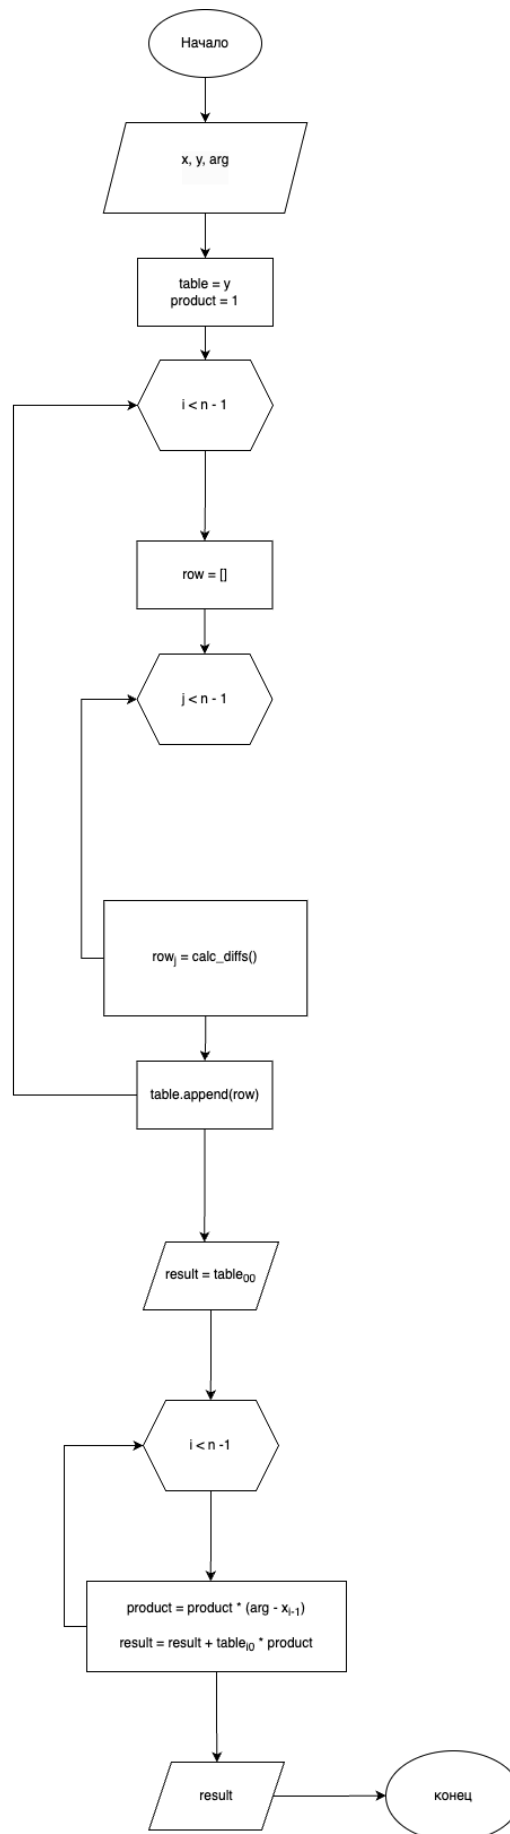 Начало
x, y, arg
table = y
product = 1
i < n - 1
row = []
j < n - 1
rowⱼ = calc_diffs()
table.append(row)
result = table₀₀
i < n -1
product = product * (arg - xᵢ₋₁)
result = result + tableᵢ₀ * product
result
конец